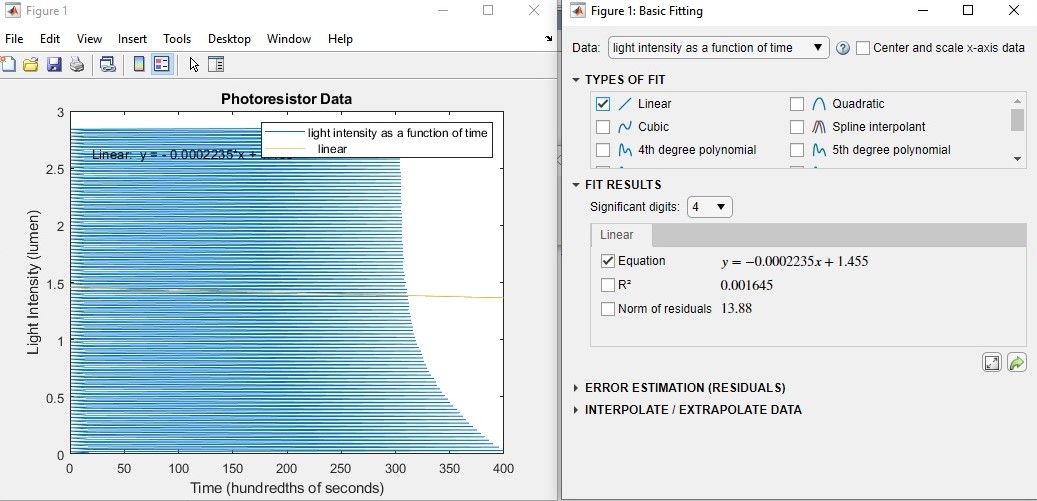 Figure 1
File Edit View Insert Tools Desktop Window Help
Photoresistor Data
light intensity as a function of time
linear
Linear: y = - 0.0002235*x +
3
2.5
2
1.5
1
0.5
0
Light Intensity (lumen)
0 50 100 150 200 250 300 350 400
Time (hundredths of seconds)
Figure 1: Basic Fitting
Data: light intensity as a function of time ? Center and scale x-axis data
TYPES OF FIT
Linear Quadratic
Cubic Spline interpolant
4th degree polynomial 5th degree polynomial
FIT RESULTS
Significant digits: 4
Linear
Equation y = −0.0002235x + 1.455
R² 0.001645
Norm of residuals 13.88
ERROR ESTIMATION (RESIDUALS)
INTERPOLATE / EXTRAPOLATE DATA